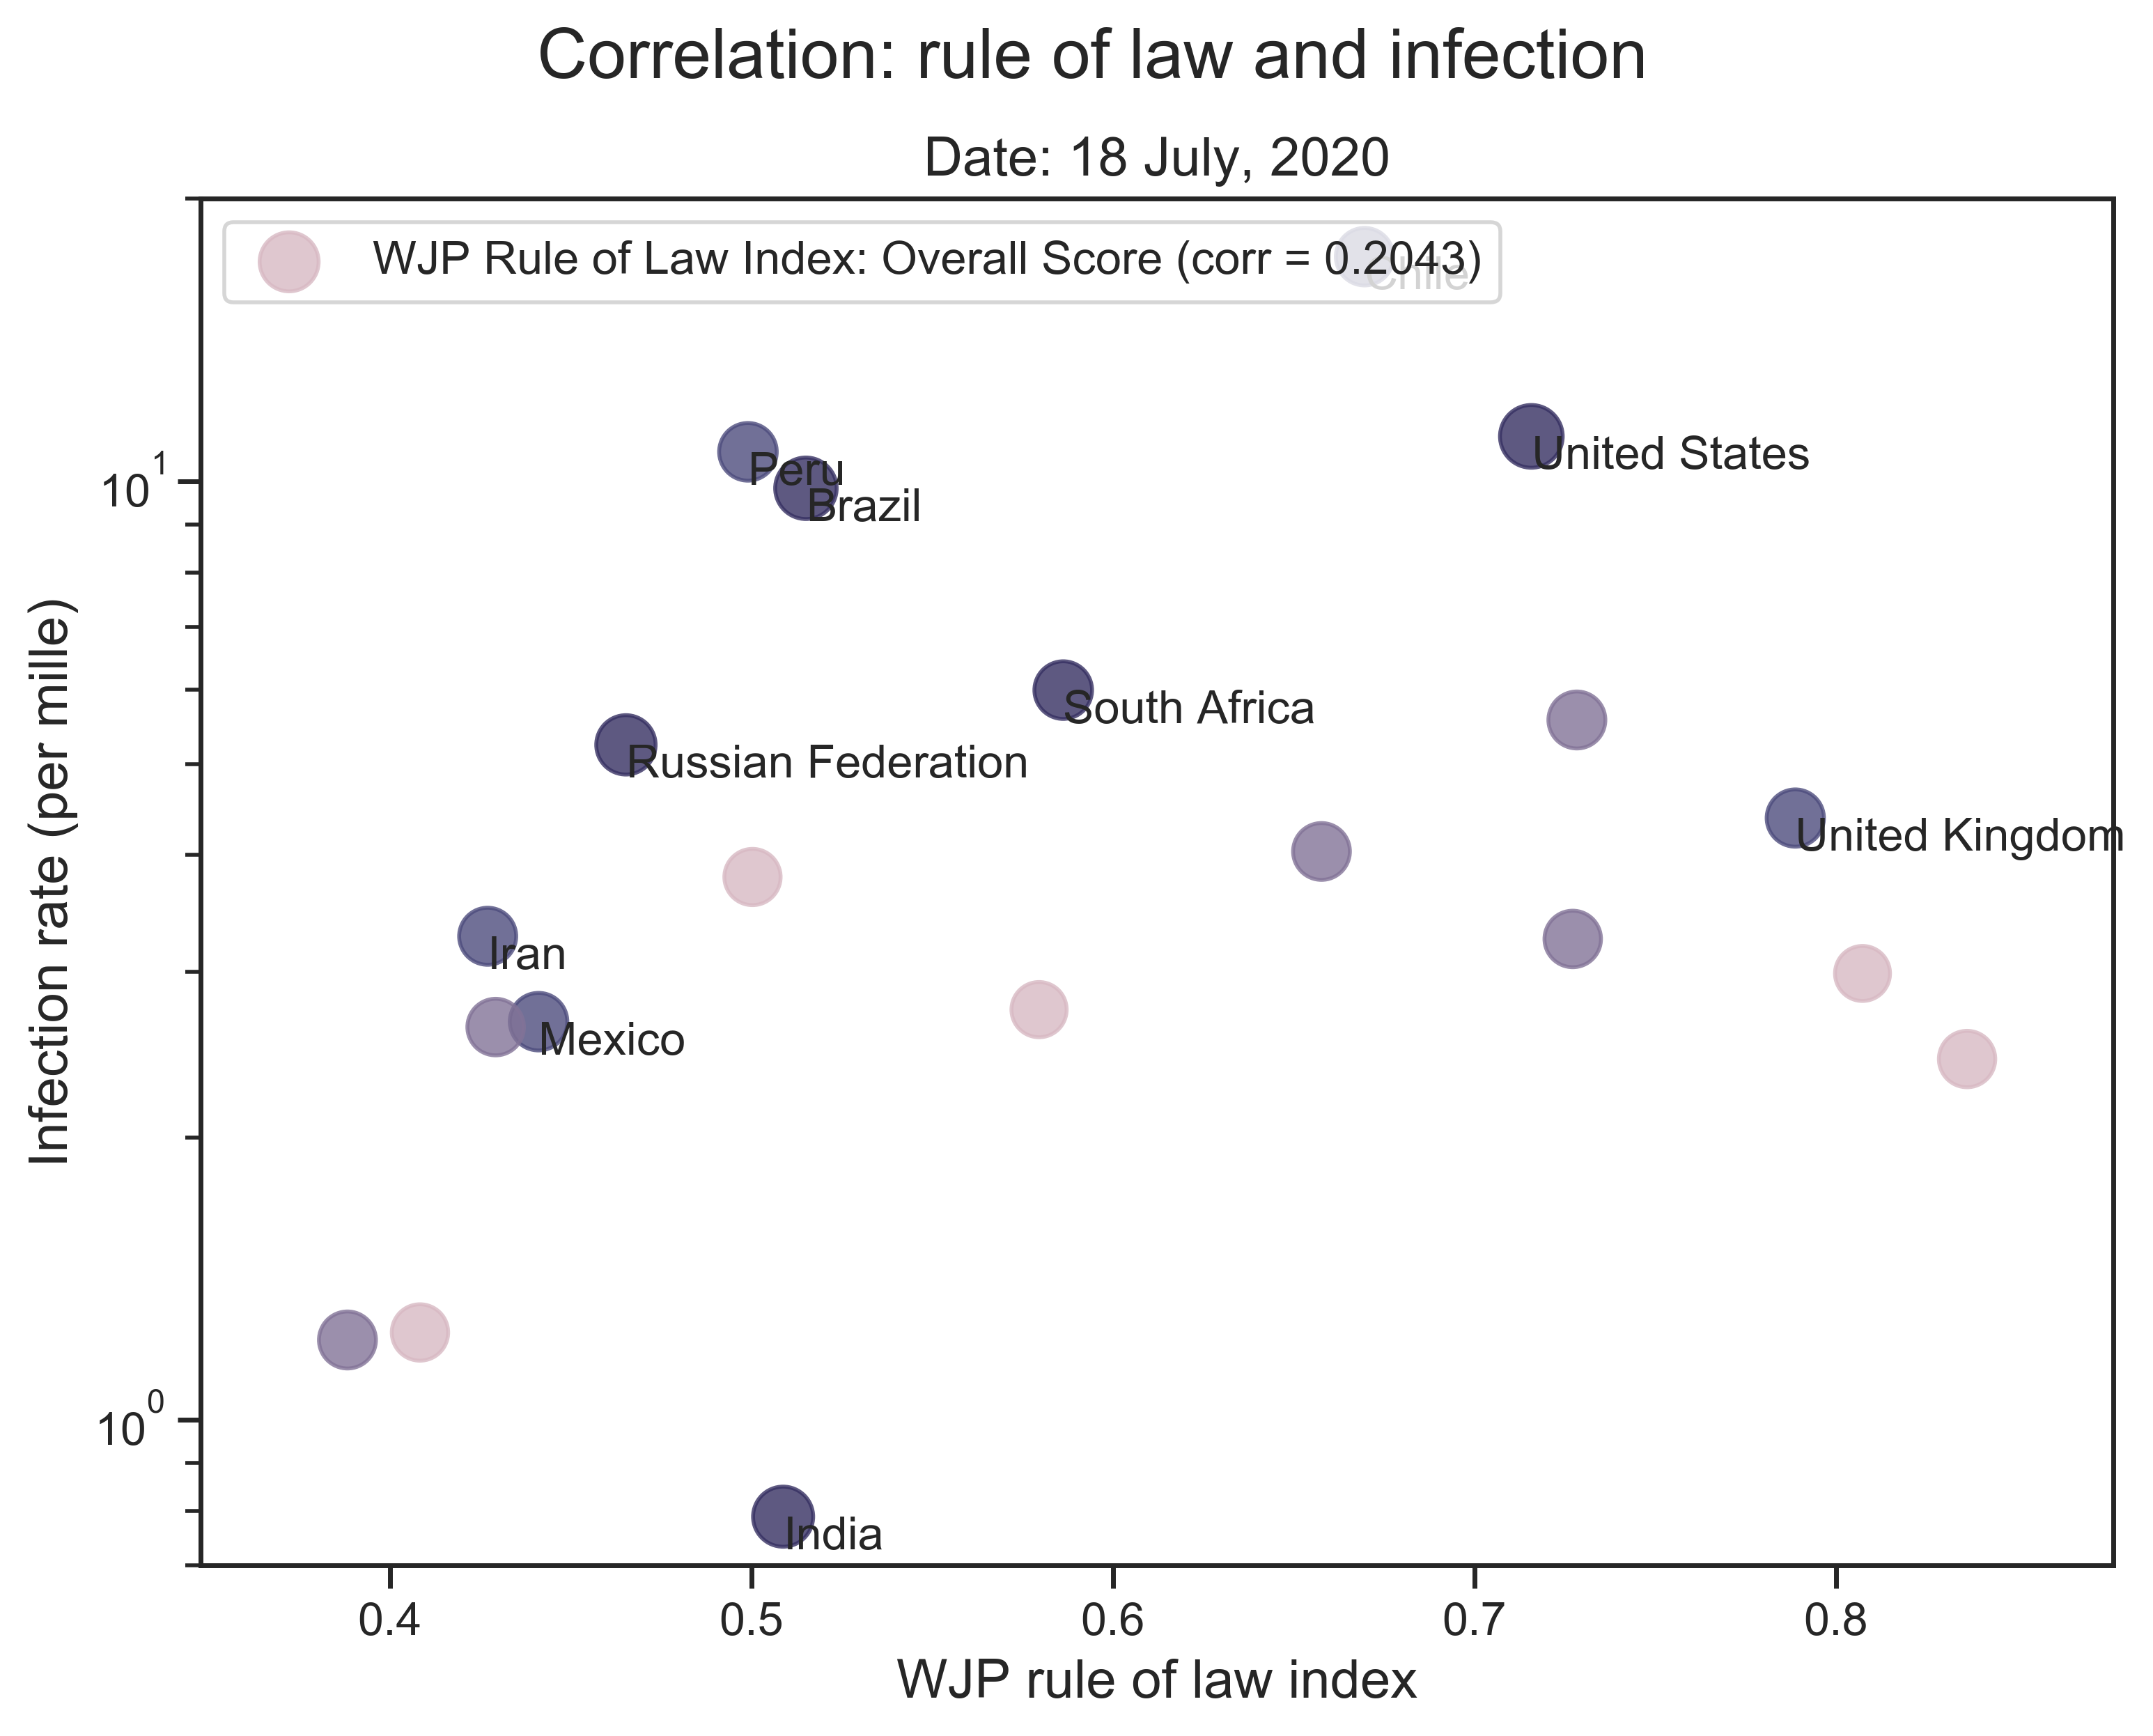 Correlation: rule of law and infection
Date: 18 July, 2020
WJP Rule of Law Index: Overall Score (corr = 0.2043)
Chile
Peru
Brazil
United States
South Africa
Russian Federation
United Kingdom
Iran
Mexico
India
Infection rate (per mille)
10^1
10^0
0.4 0.5 0.6 0.7 0.8
WJP rule of law index